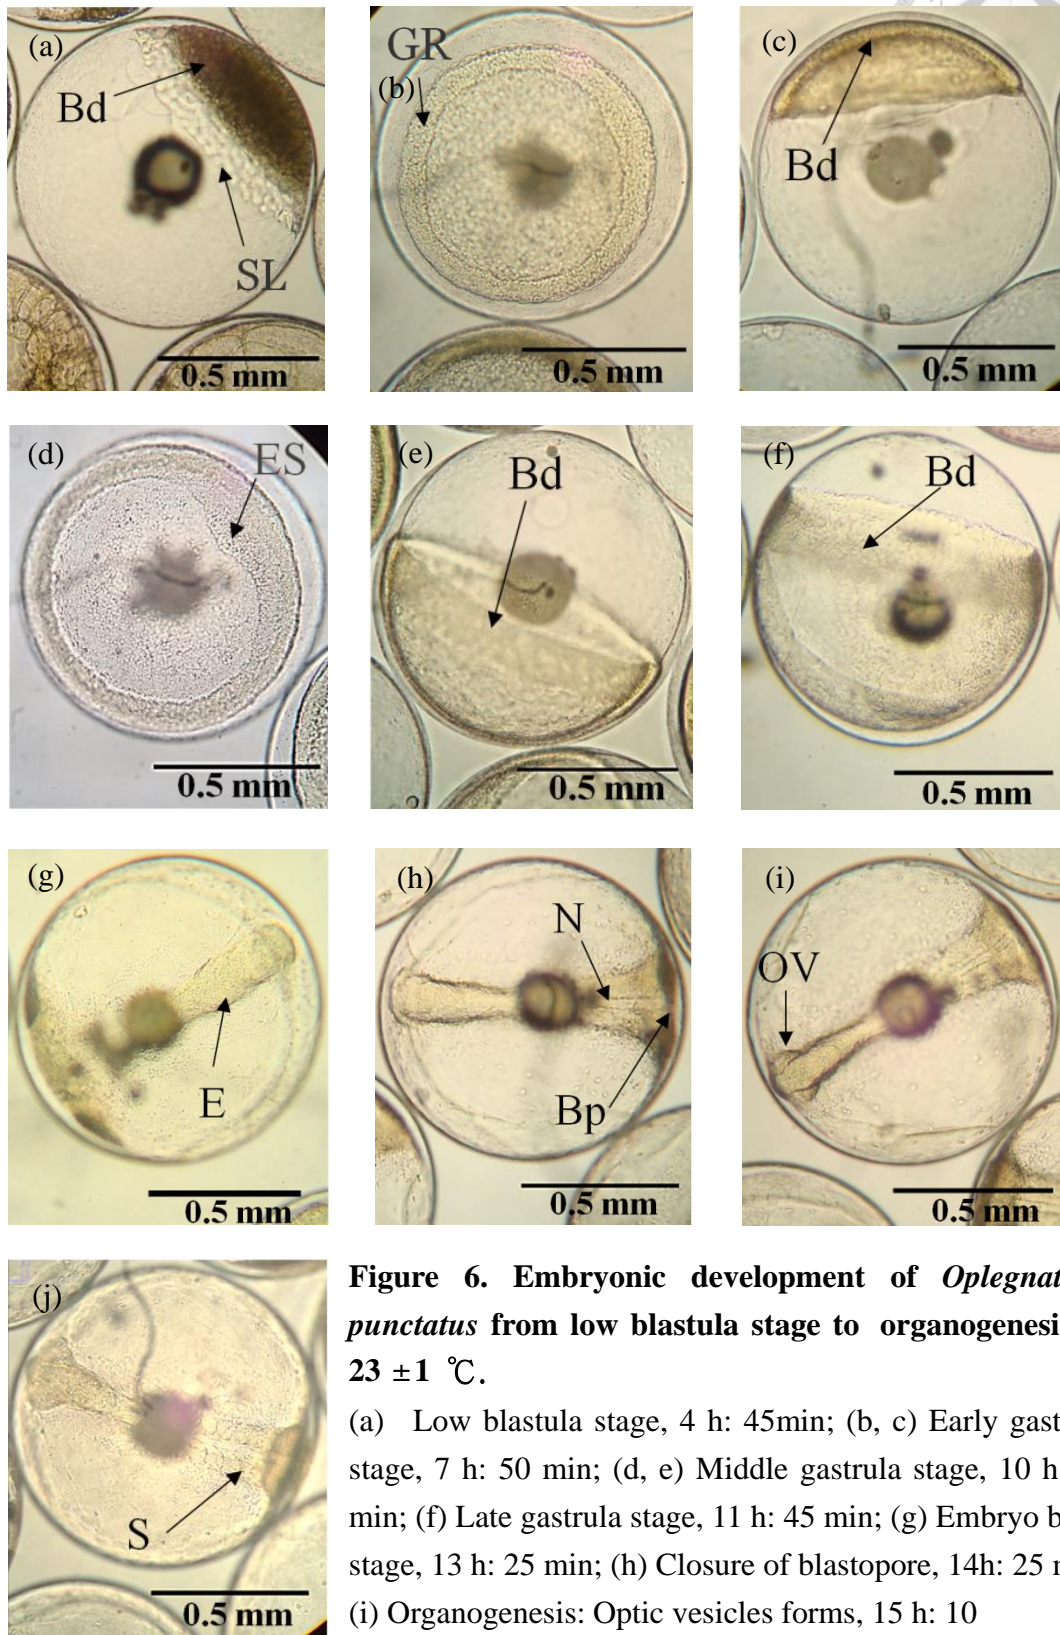 (a)
Bd
SL
0.5 mm
GR
(b)
0.5 mm
(c)
Bd
0.5 mm
(d)
ES
0.5 mm
(e)
Bd
0.5 mm
(f)
Bd
0.5 mm
(g)
E
0.5 mm
(h)
N
Bp
0.5 mm
(i)
OV
0.5 mm
(j)
S
0.5 mm
Figure 6. Embryonic development of Oplegnat
punctatus from low blastula stage to organogenesi
23 ±1 ℃.
(a) Low blastula stage, 4 h: 45min; (b, c) Early gast
stage, 7 h: 50 min; (d, e) Middle gastrula stage, 10 h
min; (f) Late gastrula stage, 11 h: 45 min; (g) Embryo b
stage, 13 h: 25 min; (h) Closure of blastopore, 14h: 25
(i) Organogenesis: Optic vesicles forms, 15 h: 10